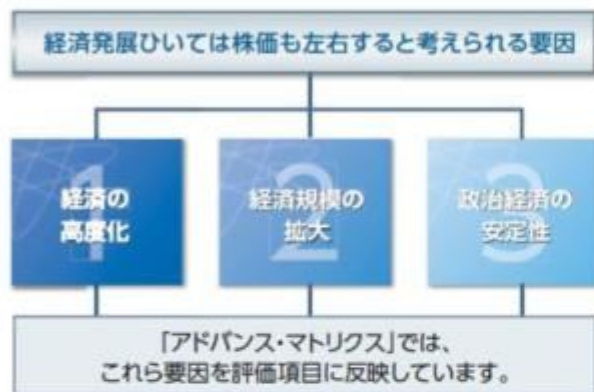 経済発展ひいては株価も左右すると考えられる要因
1
経済の
高度化
2
経済規模の
拡大
3
政治経済の
安定性
「アドバンス・マトリクス」では、
これら要因を評価項目に反映しています。